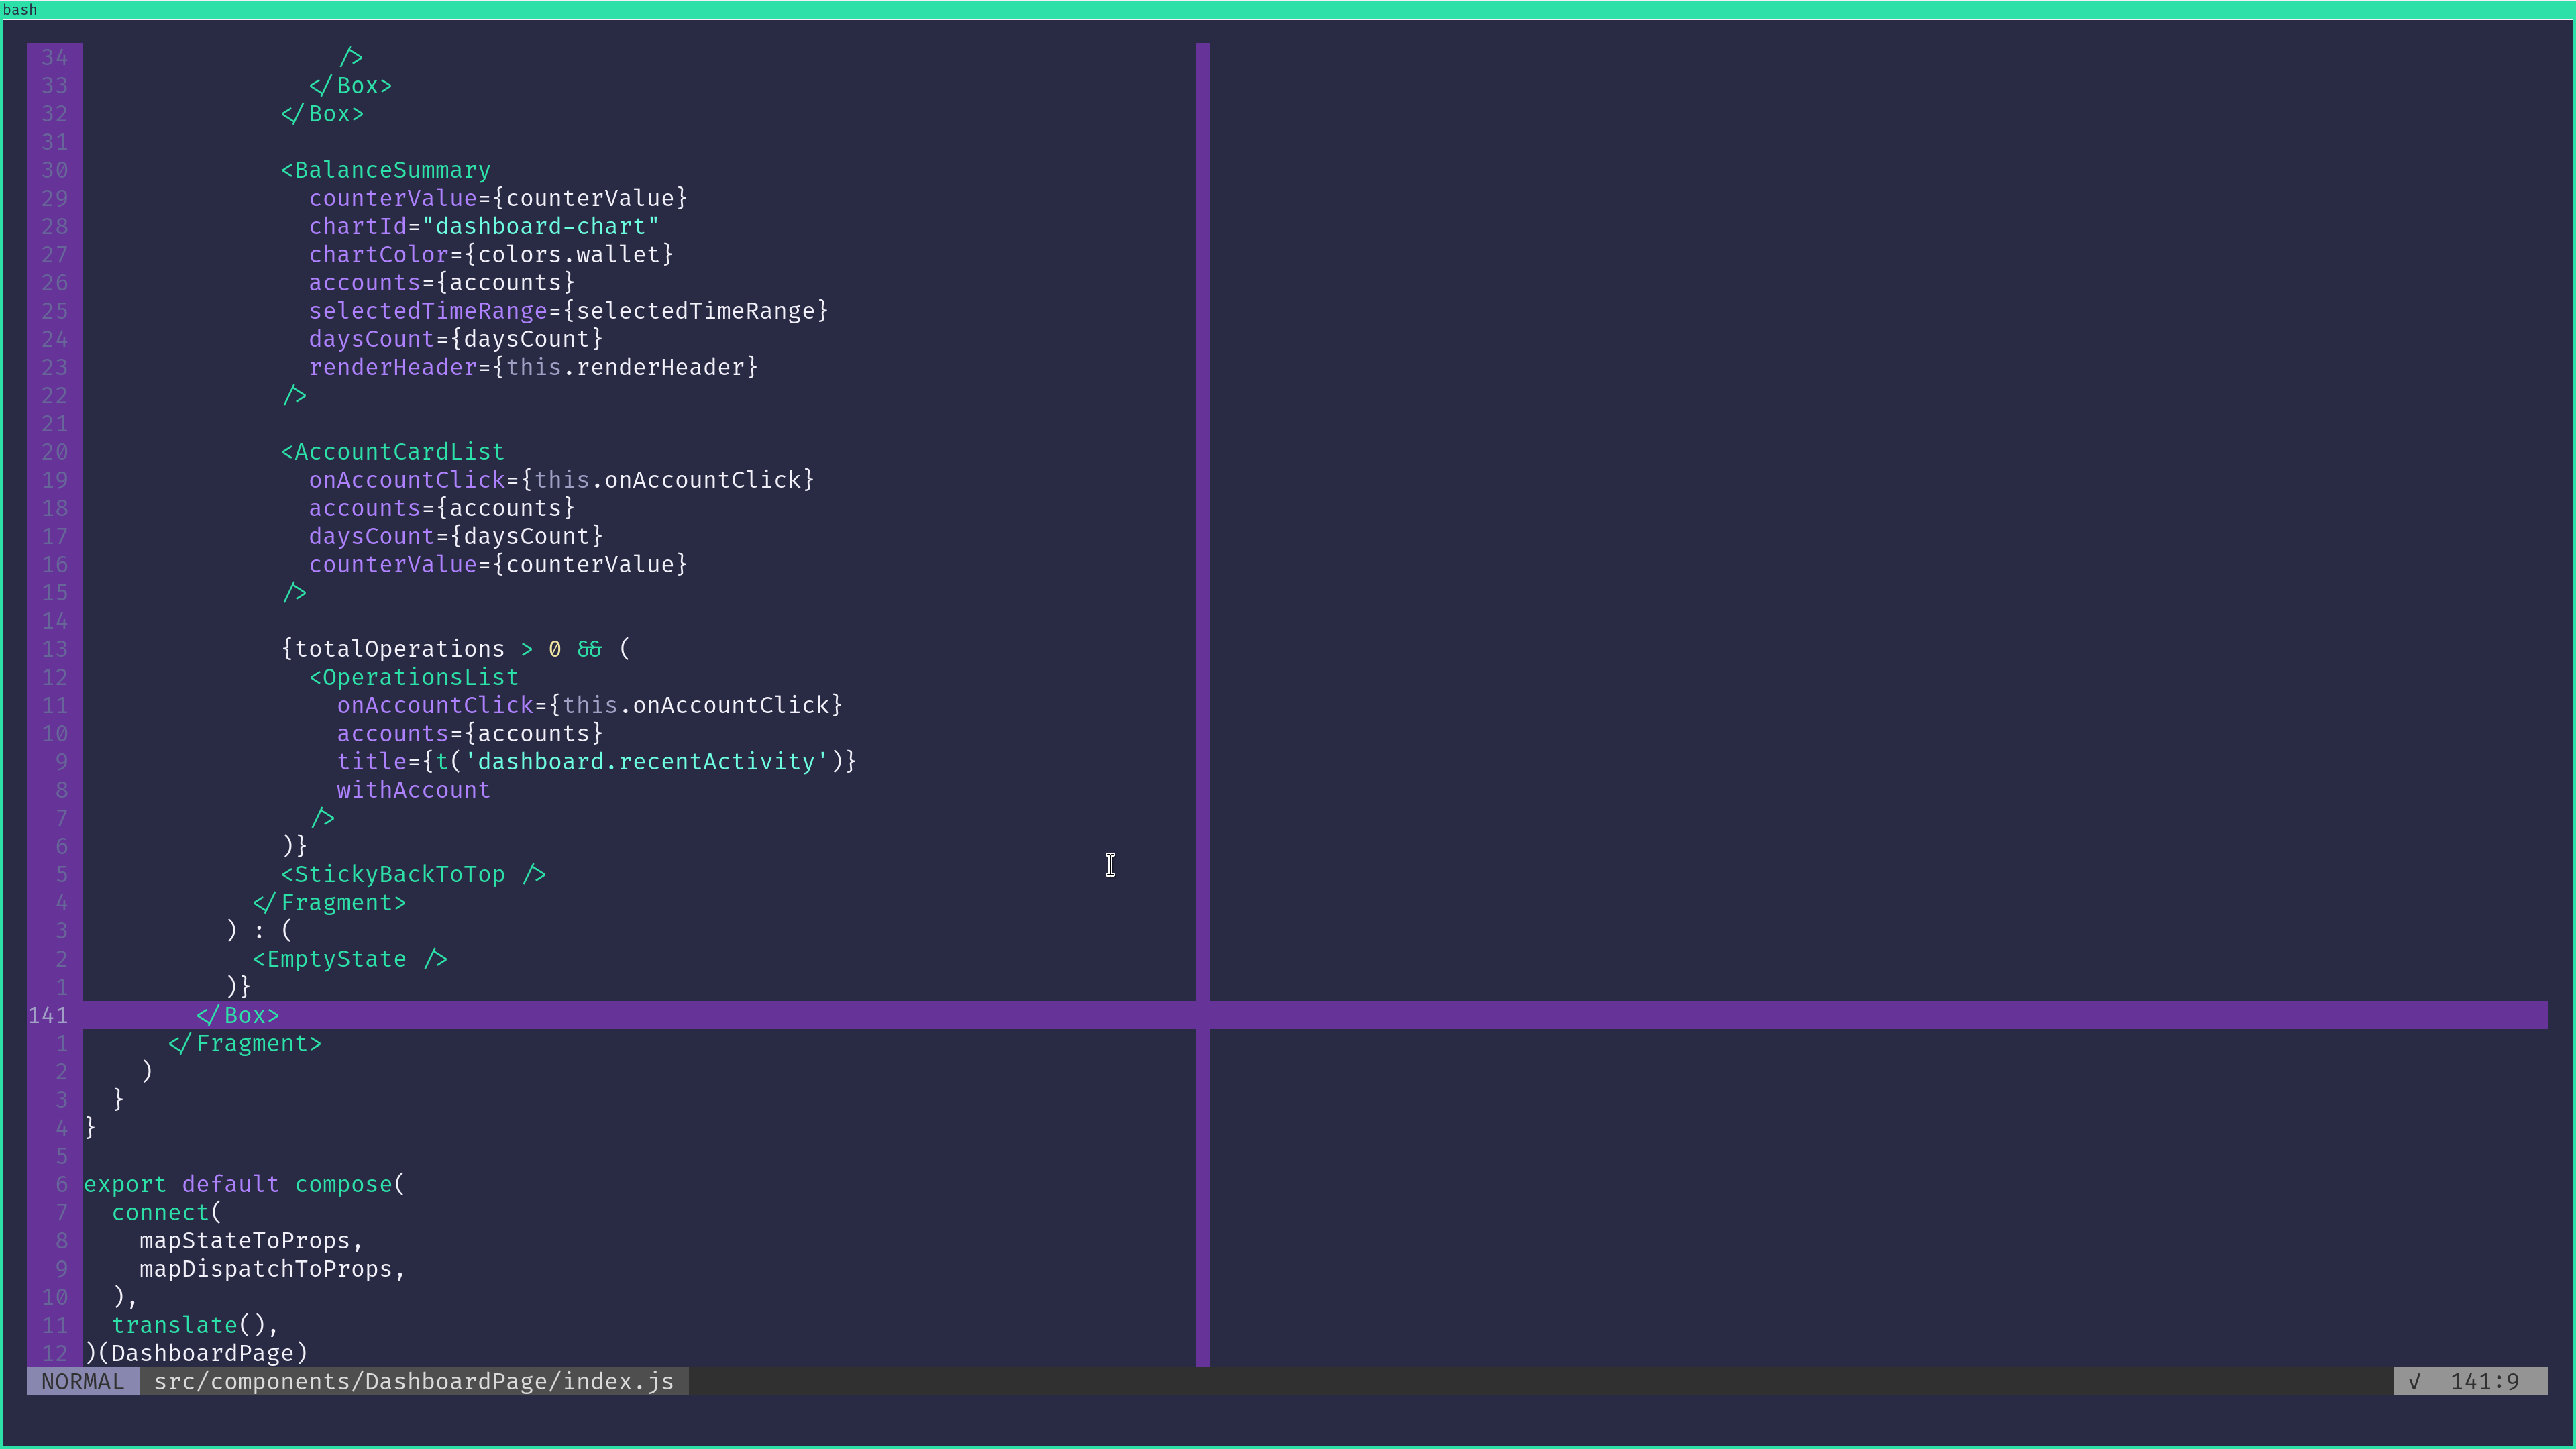 bash
34                   />
33                 </Box>
32               </Box>
31
30               <BalanceSummary
29                 counterValue={counterValue}
28                 chartId="dashboard-chart"
27                 chartColor={colors.wallet}
26                 accounts={accounts}
25                 selectedTimeRange={selectedTimeRange}
24                 daysCount={daysCount}
23                 renderHeader={this.renderHeader}
22               />
21
20               <AccountCardList
19                 onAccountClick={this.onAccountClick}
18                 accounts={accounts}
17                 daysCount={daysCount}
16                 counterValue={counterValue}
15               />
14
13               {totalOperations > 0 && (
12                 <OperationsList
11                   onAccountClick={this.onAccountClick}
10                   accounts={accounts}
9                   title={t('dashboard.recentActivity')}
8                   withAccount
7                 />
6               )}
5               <StickyBackToTop />
4             </Fragment>
3           ) : (
2             <EmptyState />
1           )}
141         </Box>
1       </Fragment>
2     )
3   }
4 }
5
6 export default compose(
7   connect(
8     mapStateToProps,
9     mapDispatchToProps,
10   ),
11   translate(),
12 )(DashboardPage)
NORMAL src/components/DashboardPage/index.js √ 141:9